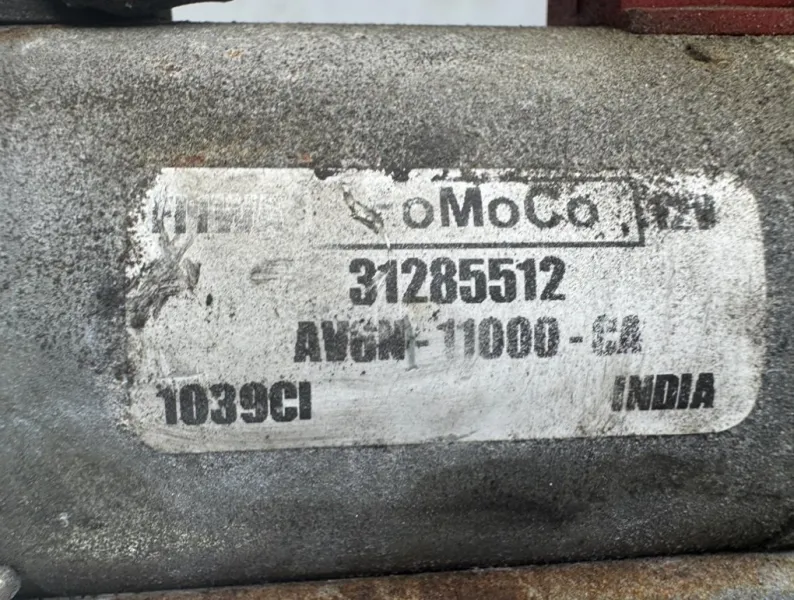 FoMoCo 12V
31285512
AV6N-11000-CA
1039CI INDIA